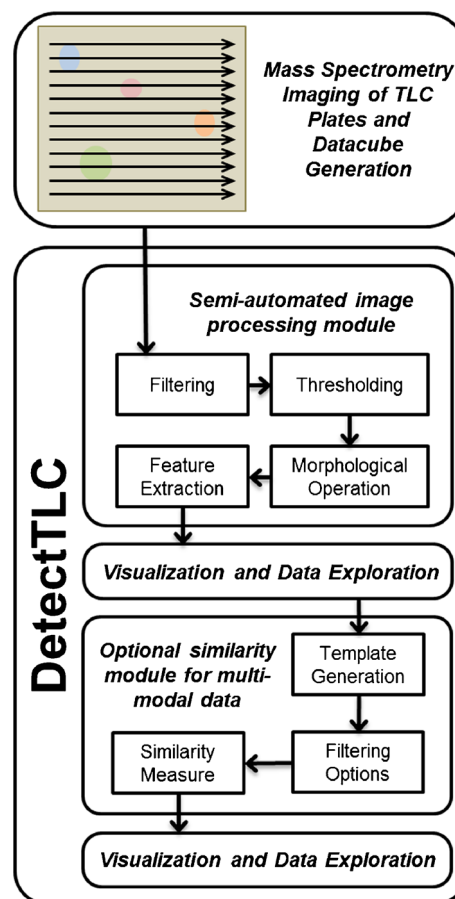 Mass Spectrometry
Imaging of TLC
Plates and
Datacube
Generation
DetectTLC
Semi-automated image
processing module
Filtering
Thresholding
Feature
Extraction
Morphological
Operation
Visualization and Data Exploration
Optional similarity
module for multi-
modal data
Template
Generation
Similarity
Measure
Filtering
Options
Visualization and Data Exploration